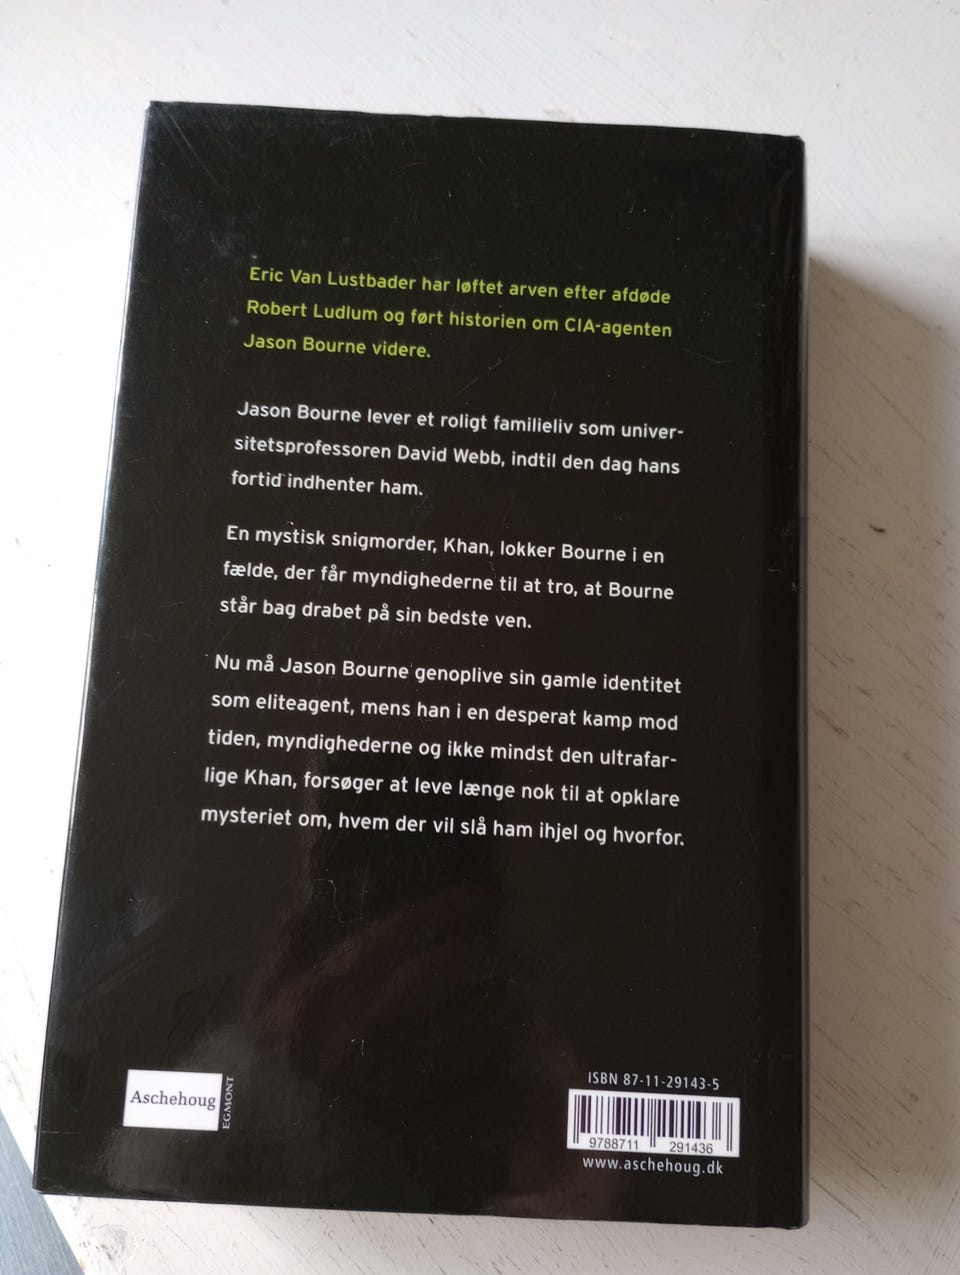 Eric Van Lustbader har løftet arven efter afdøde
Robert Ludlum og ført historien om CIA-agenten
Jason Bourne videre.
Jason Bourne lever et roligt familieliv som univer-
sitetsprofessoren David Webb, indtil den dag hans
fortid indhenter ham.
En mystisk snigmorder, Khan, lokker Bourne i en
fælde, der får myndighederne til at tro, at Bourne
står bag drabet på sin bedste ven.
Nu må Jason Bourne genoplive sin gamle identitet
som eliteagent, mens han i en desperat kamp mod
tiden, myndighederne og ikke mindst den ultrafar-
lige Khan, forsøger at leve længe nok til at opklare
mysteriet om, hvem der vil slå ham ihjel og hvorfor.
Aschehoug
EGMONT
ISBN 87-11-29143-5
9788711 291436
www.aschehoug.dk